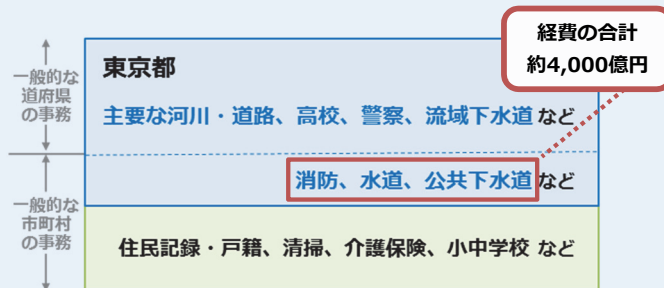 経費の合計
約4,000億円
一般的な
道府県
の事務
東京都
主要な河川・道路、高校、警察、流域下水道 など
消防、水道、公共下水道 など
一般的な
市町村
の事務
住民記録・戸籍、清掃、介護保険、小中学校 など